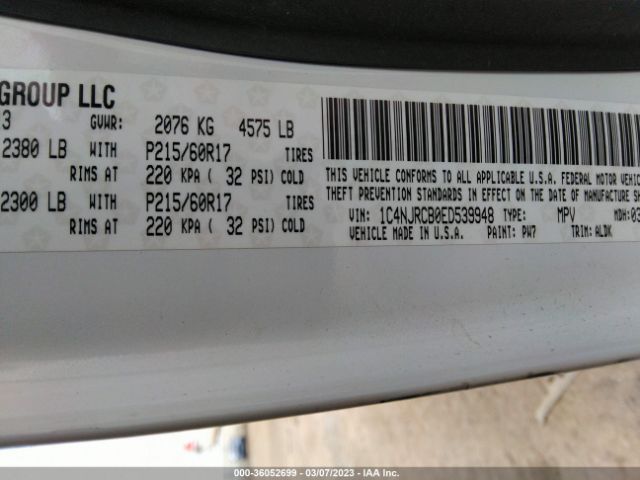 GROUP LLC
3 GVWR: 2076 KG 4575 LB
2380 LB WITH P215/60R17 TIRES
RIMS AT 220 KPA ( 32 PSI) COLD
2300 LB WITH P215/60R17 TIRES
RIMS AT 220 KPA ( 32 PSI) COLD
THIS VEHICLE CONFORMS TO ALL APPLICABLE U.S.A. FEDERAL MOTOR VEHIC
THEFT PREVENTION STANDARDS IN EFFECT ON THE DATE OF MANUFACTURE SH
VIN: 1C4NJRCB0ED539948 TYPE: MPV MDH:03
VEHICLE MADE IN U.S.A. PAINT: PW7 TRIM: ALDK
000-36052699 - 03/07/2023 - IAA Inc.